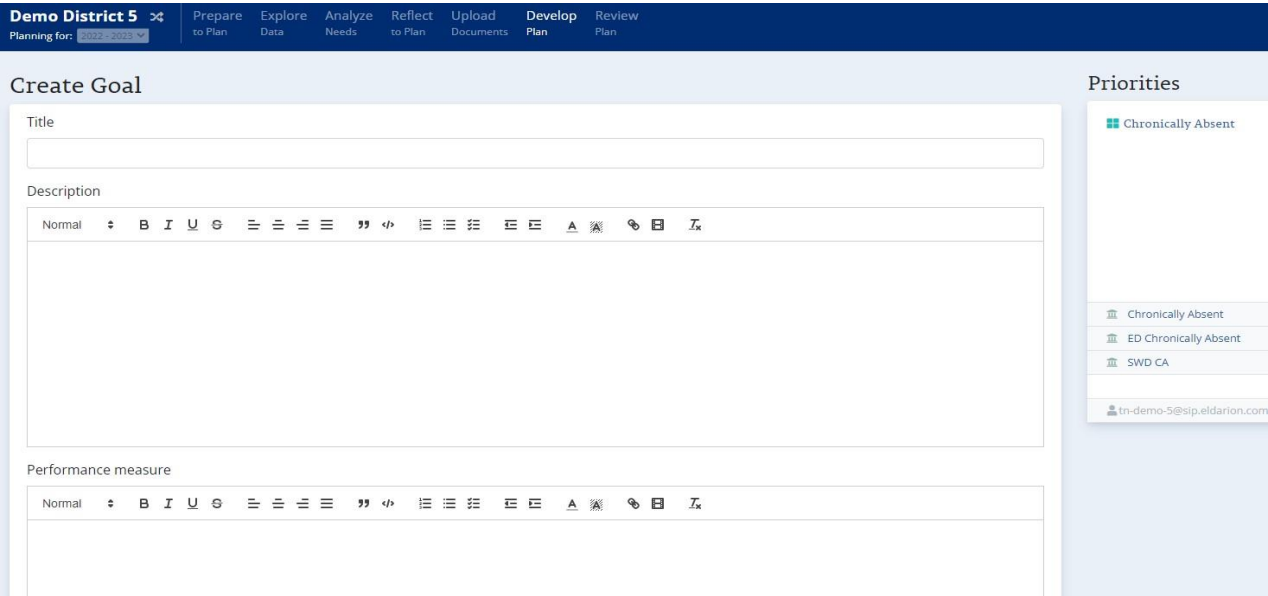 Demo District 5
Prepare Explore Analyze Reflect Upload Develop Review
Planning for: 2022 - 2023
to Plan Data Needs to Plan Documents Plan Plan
Create Goal
Title
Description
Normal
Performance measure
Normal
Priorities
Chronically Absent
Chronically Absent
ED Chronically Absent
SWD CA
tn-demo-5@sip.eldarion.com